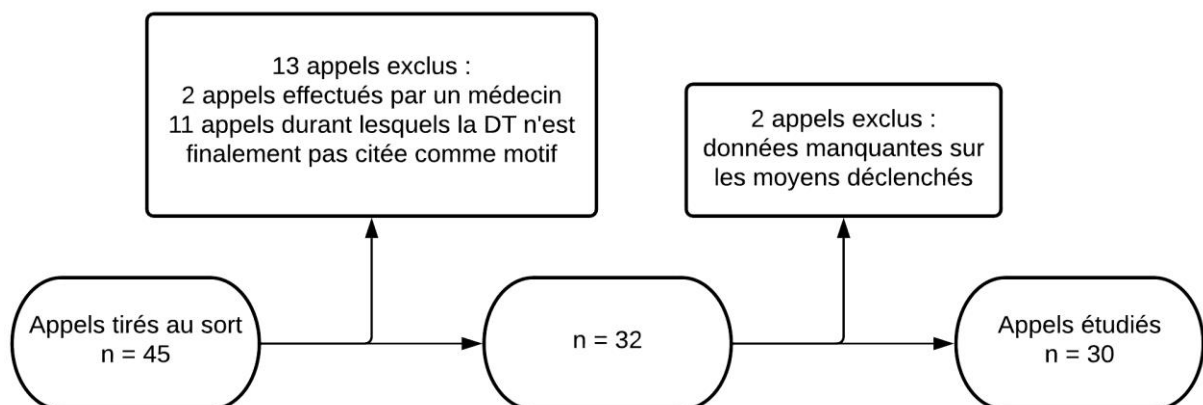 13 appels exclus :
2 appels effectués par un médecin
11 appels durant lesquels la DT n'est
finalement pas citée comme motif
2 appels exclus :
données manquantes sur
les moyens déclenchés
Appels tirés au sort
n = 45
n = 32
Appels étudiés
n = 30